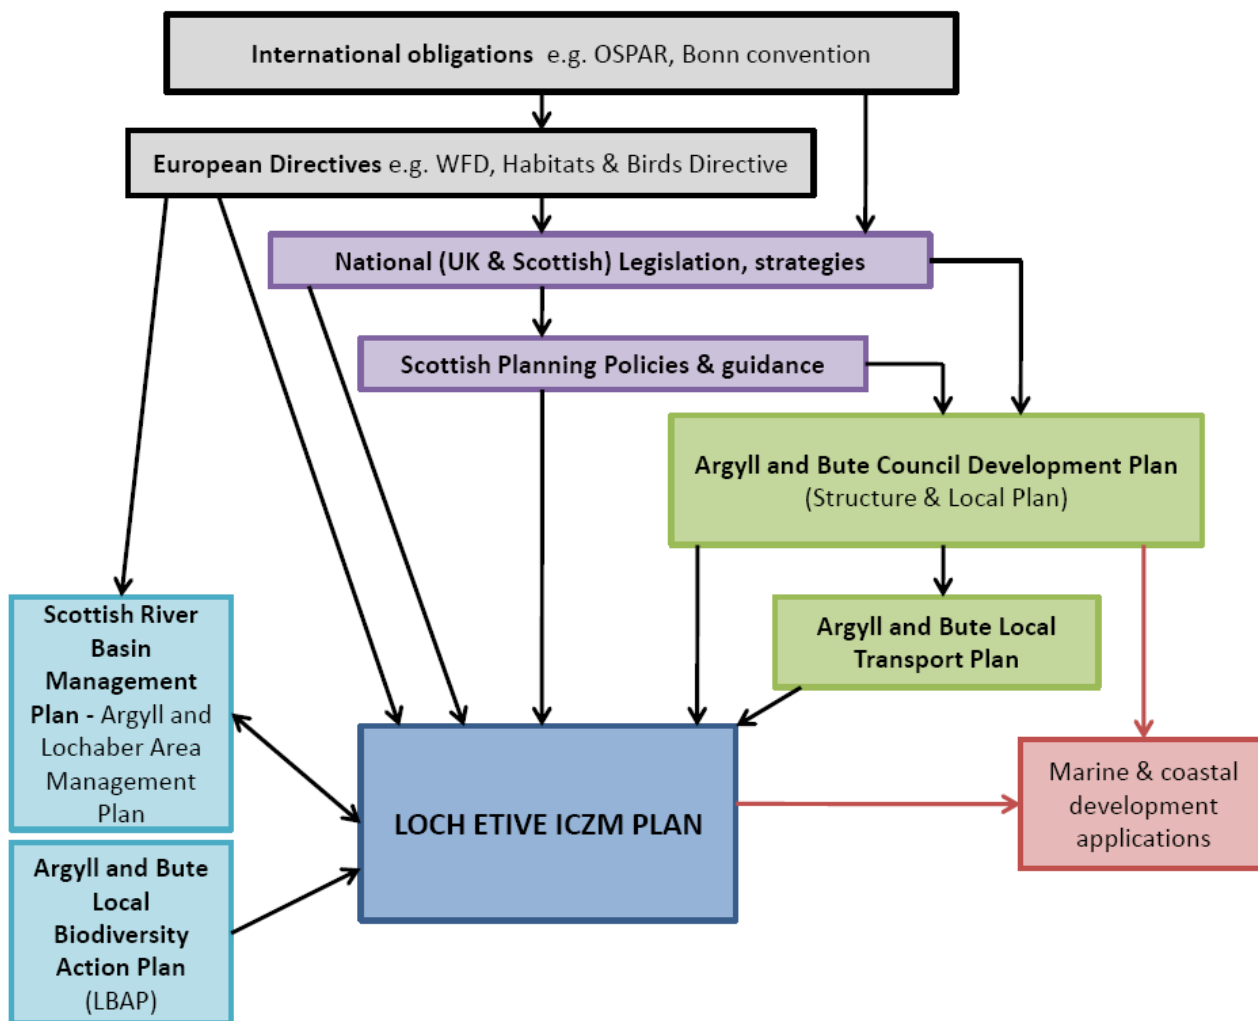 International obligations e.g. OSPAR, Bonn convention
European Directives e.g. WFD, Habitats & Birds Directive
National (UK & Scottish) Legislation, strategies
Scottish Planning Policies & guidance
Argyll and Bute Council Development Plan
(Structure & Local Plan)
Argyll and Bute Local
Transport Plan
Scottish River
Basin
Management
Plan - Argyll and
Lochaber Area
Management
Plan
LOCH ETIVE ICZM PLAN
Marine & coastal
development
applications
Argyll and Bute
Local
Biodiversity
Action Plan
(LBAP)